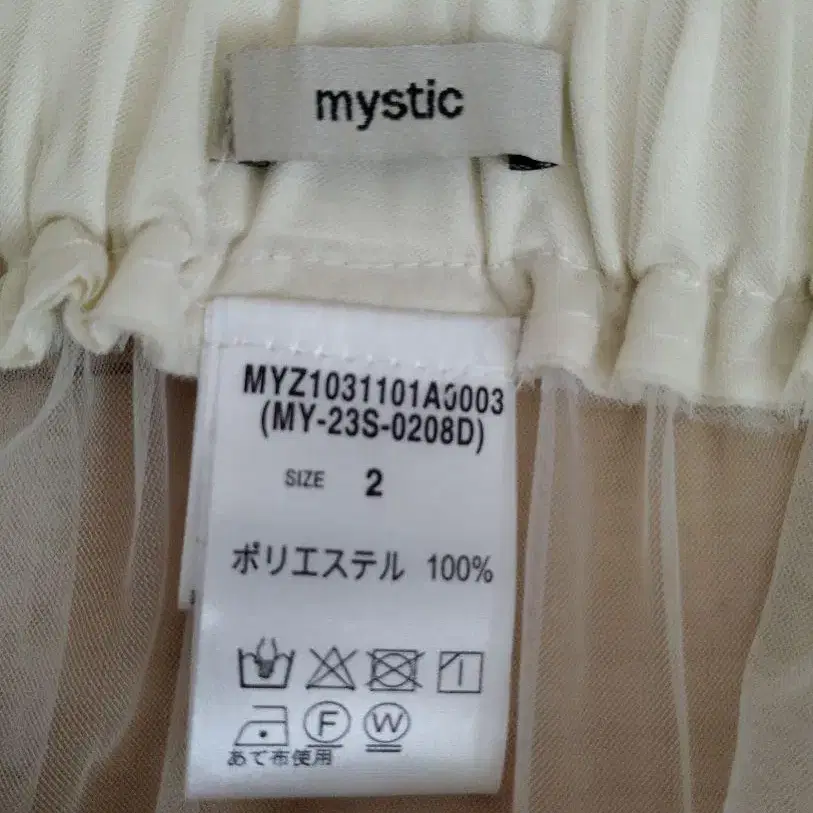 mystic
MYZ1031101A0003
(MY-23S-0208D)
SIZE 2
ポリエステル 100%
F W
あて布使用